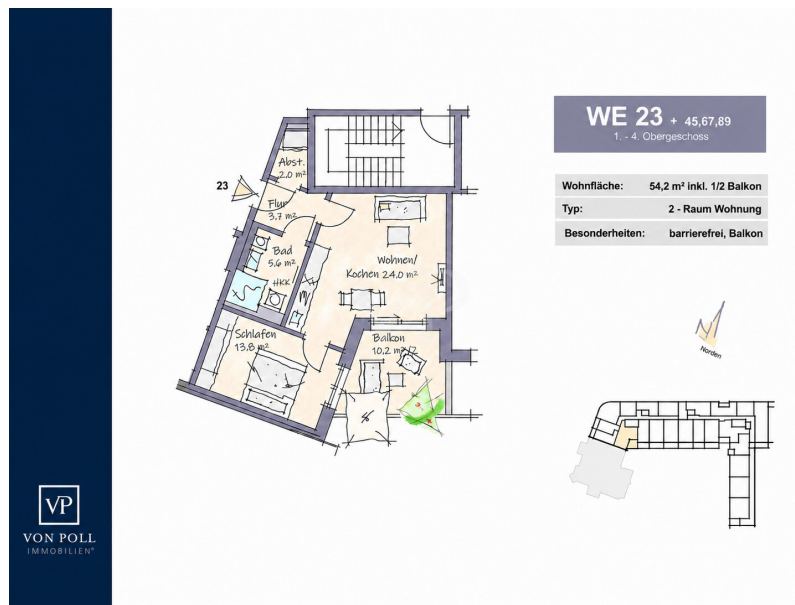 WE 23 + 45,67,89
1. - 4. Obergeschoss
Wohnfläche: 54,2 m² inkl. 1/2 Balkon
Typ: 2 - Raum Wohnung
Besonderheiten: barrierefrei, Balkon
Abst.
2.0 m²
23
Flur
3.7 m²
Bad
5.6 m²
HKK
Wohnen/
Kochen 24.0 m²
Schlafen
13.8 m²
Balkon
10.2 m²/2
Norden
VP
VON POLL
IMMOBILIEN®